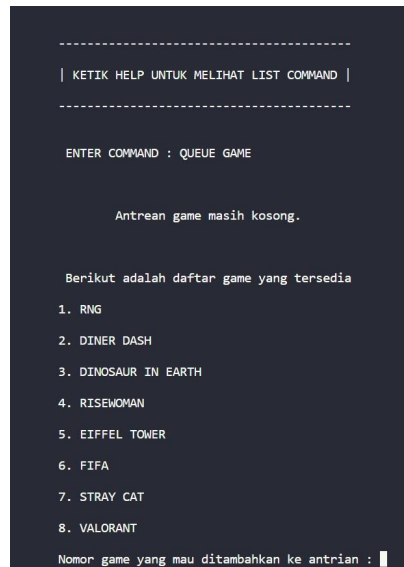 ----------------------------------------
| KETIK HELP UNTUK MELIHAT LIST COMMAND |
----------------------------------------
ENTER COMMAND : QUEUE GAME
Antrean game masih kosong.
Berikut adalah daftar game yang tersedia
1. RNG
2. DINER DASH
3. DINOSAUR IN EARTH
4. RISEWOMAN
5. EIFFEL TOWER
6. FIFA
7. STRAY CAT
8. VALORANT
Nomor game yang mau ditambahkan ke antrian :